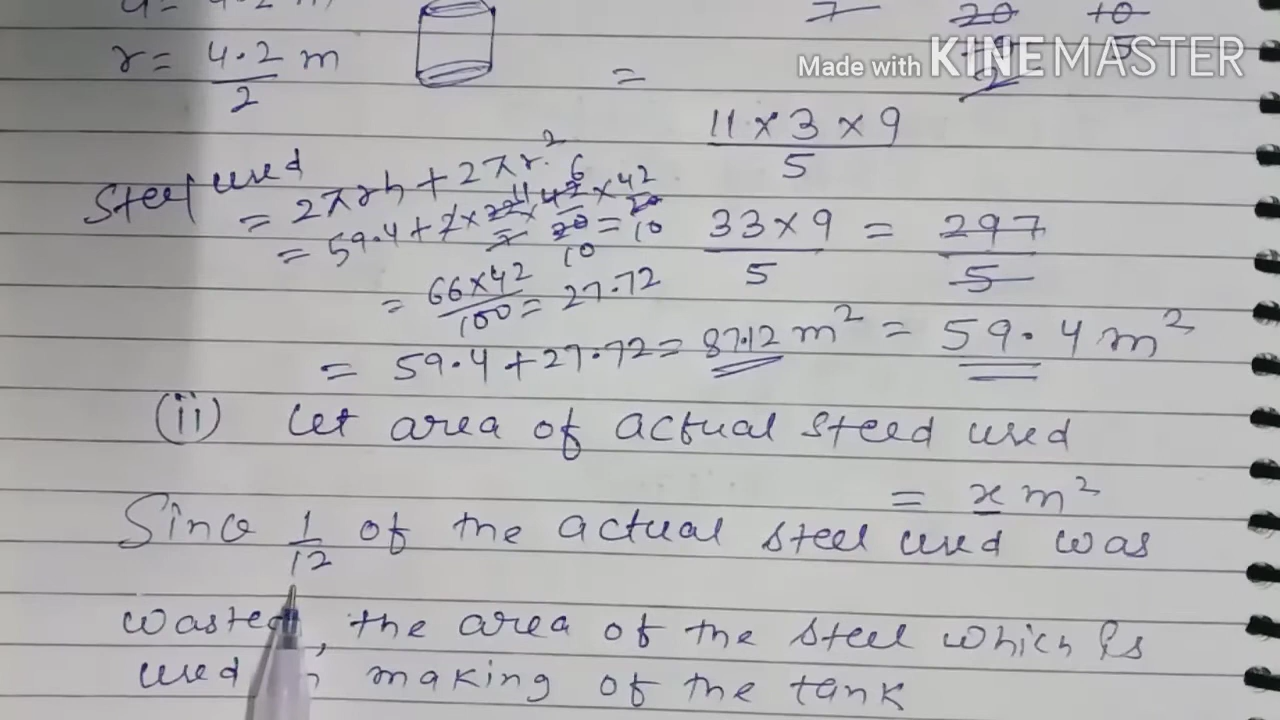 r = 4.2 m
2
Made with KINEMASTER
=
11 × 3 × 9
5
Steel used
= 2πrh + 2πr²
= 59.4 +
33 × 9 = 297
5 5
= 66×42 = 27.72
100
= 59.4 + 27.72 = 87.12 m² = 59.4 m²
(ii) Let area of actual steed used
= x m²
Since 1 of the actual steel used was
12
wasted, the area of the steel which is
used making of the tank